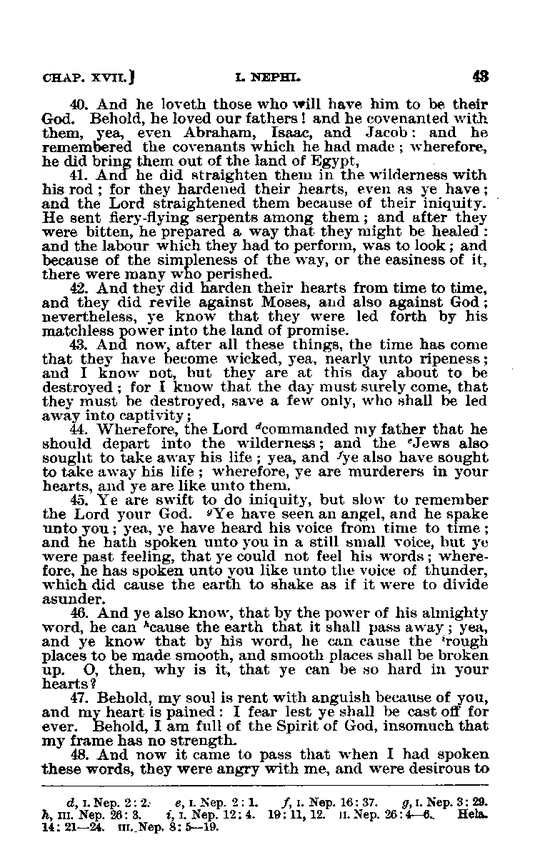 CHAP. XVII.] I. NEPHI. 43
40. And he loveth those who will have him to be their
God. Behold, he loved our fathers! and he covenanted with
them, yea, even Abraham, Isaac, and Jacob: and he
remembered the covenants which he had made; wherefore,
he did bring them out of the land of Egypt,
41. And he did straighten them in the wilderness with
his rod; for they hardened their hearts, even as ye have;
and the Lord straightened them because of their iniquity.
He sent fiery-flying serpents among them; and after they
were bitten, he prepared a way that they might be healed:
and the labour which they had to perform, was to look; and
because of the simpleness of the way, or the easiness of it,
there were many who perished.
42. And they did harden their hearts from time to time,
and they did revile against Moses, and also against God;
nevertheless, ye know that they were led forth by his
matchless power into the land of promise.
43. And now, after all these things, the time has come
that they have become wicked, yea, nearly unto ripeness;
and I know not, but they are at this day about to be
destroyed; for I know that the day must surely come, that
they must be destroyed, save a few only, who shall be led
away into captivity;
44. Wherefore, the Lord dcommanded my father that he
should depart into the wilderness; and the eJews also
sought to take away his life; yea, and fye also have sought
to take away his life; wherefore, ye are murderers in your
hearts, and ye are like unto them.
45. Ye are swift to do iniquity, but slow to remember
the Lord your God. gYe have seen an angel, and he spake
unto you; yea, ye have heard his voice from time to time;
and he hath spoken unto you in a still small voice, but ye
were past feeling, that ye could not feel his words; where-
fore, he has spoken unto you like unto the voice of thunder,
which did cause the earth to shake as if it were to divide
asunder.
46. And ye also know, that by the power of his almighty
word, he can hcause the earth that it shall pass away; yea,
and ye know that by his word, he can cause the irough
places to be made smooth, and smooth places shall be broken
up. O, then, why is it, that ye can be so hard in your
hearts?
47. Behold, my soul is rent with anguish because of you,
and my heart is pained: I fear lest ye shall be cast off for
ever. Behold, I am full of the Spirit of God, insomuch that
my frame has no strength.
48. And now it came to pass that when I had spoken
these words, they were angry with me, and were desirous to
d, I. Nep. 2: 2. e, I. Nep. 2: 1. f, I. Nep. 16: 37. g, I. Nep. 3: 29.
h, III. Nep. 26: 3. i, I. Nep. 12: 4. 19: 11, 12. II. Nep. 26: 4—6. Hela.
14: 21—24. III. Nep. 8: 5—19.